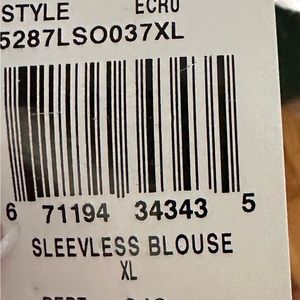 STYLE ECRU
5287LSO037XL
6 71194 34343 5
SLEEVLESS BLOUSE
XL